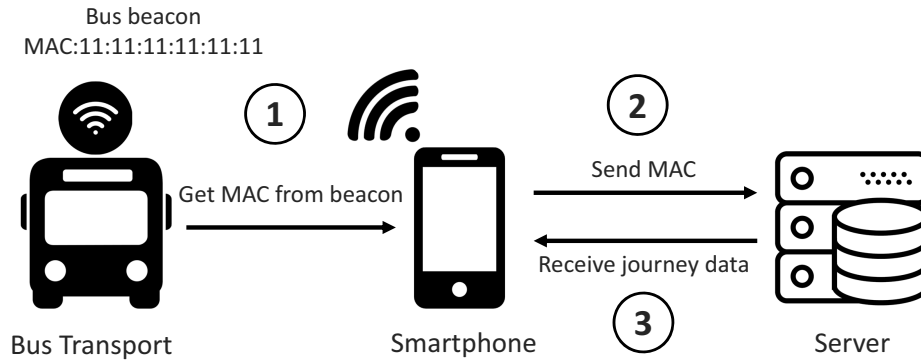 Bus beacon
MAC:11:11:11:11:11:11
1
2
Get MAC from beacon
Send MAC
Receive journey data
3
Bus Transport
Smartphone
Server